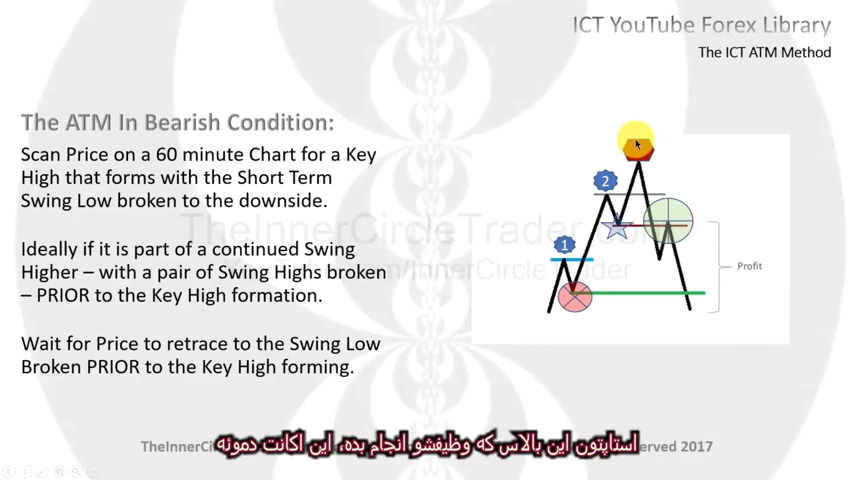 ICT YouTube Forex Library
The ICT ATM Method
The ATM In Bearish Condition:
Scan Price on a 60 minute Chart for a Key
High that forms with the Short Term
Swing Low broken to the downside.
Ideally if it is part of a continued Swing
Higher – with a pair of Swing Highs broken
– PRIOR to the Key High formation.
Wait for Price to retrace to the Swing Low
Broken PRIOR to the Key High forming.
1
2
Profit
TheInnerCircleTrader
InnerCircleTrader
استاپتون این بالاس که وظیفشو انجام بده، این اکانت دموئه
TheInnerCi
erved 2017